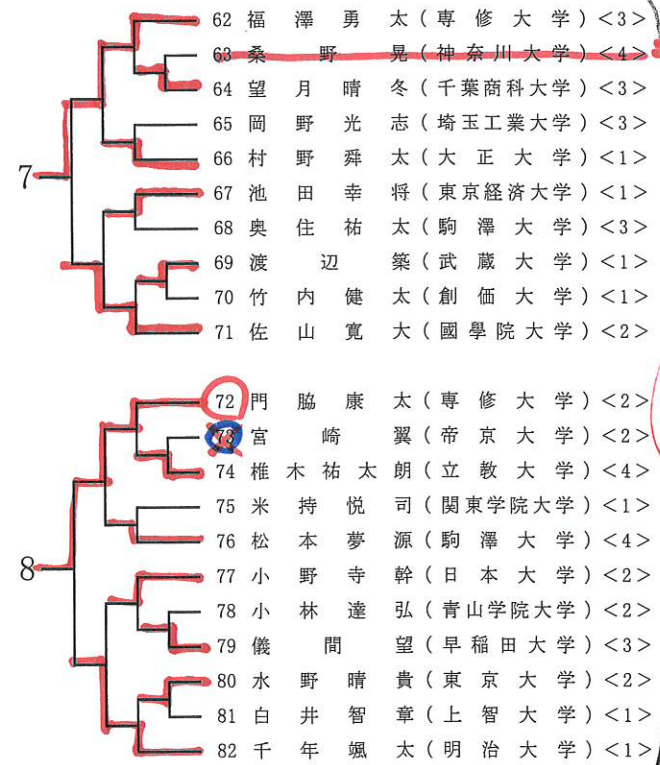 62 福澤勇太(専修大学)<3>
63 桑野晃(神奈川大学)<4>
64 望月晴冬(千葉商科大学)<3>
65 岡野光志(埼玉工業大学)<3>
66 村野舜太(大正大学)<1>
7
67 池田幸将(東京経済大学)<1>
68 奥住祐太(駒澤大学)<3>
69 渡辺築(武蔵大学)<1>
70 竹内健太(創価大学)<1>
71 佐山寛大(國學院大学)<2>
72 門脇康太(専修大学)<2>
73 宮崎翼(帝京大学)<2>
74 椎木祐太朗(立教大学)<4>
75 米持悦司(関東学院大学)<1>
76 松本夢源(駒澤大学)<4>
8
77 小野寺幹(日本大学)<2>
78 小林達弘(青山学院大学)<2>
79 儀間望(早稲田大学)<3>
80 水野晴貴(東京大学)<2>
81 白井智章(上智大学)<1>
82 千年颯太(明治大学)<1>